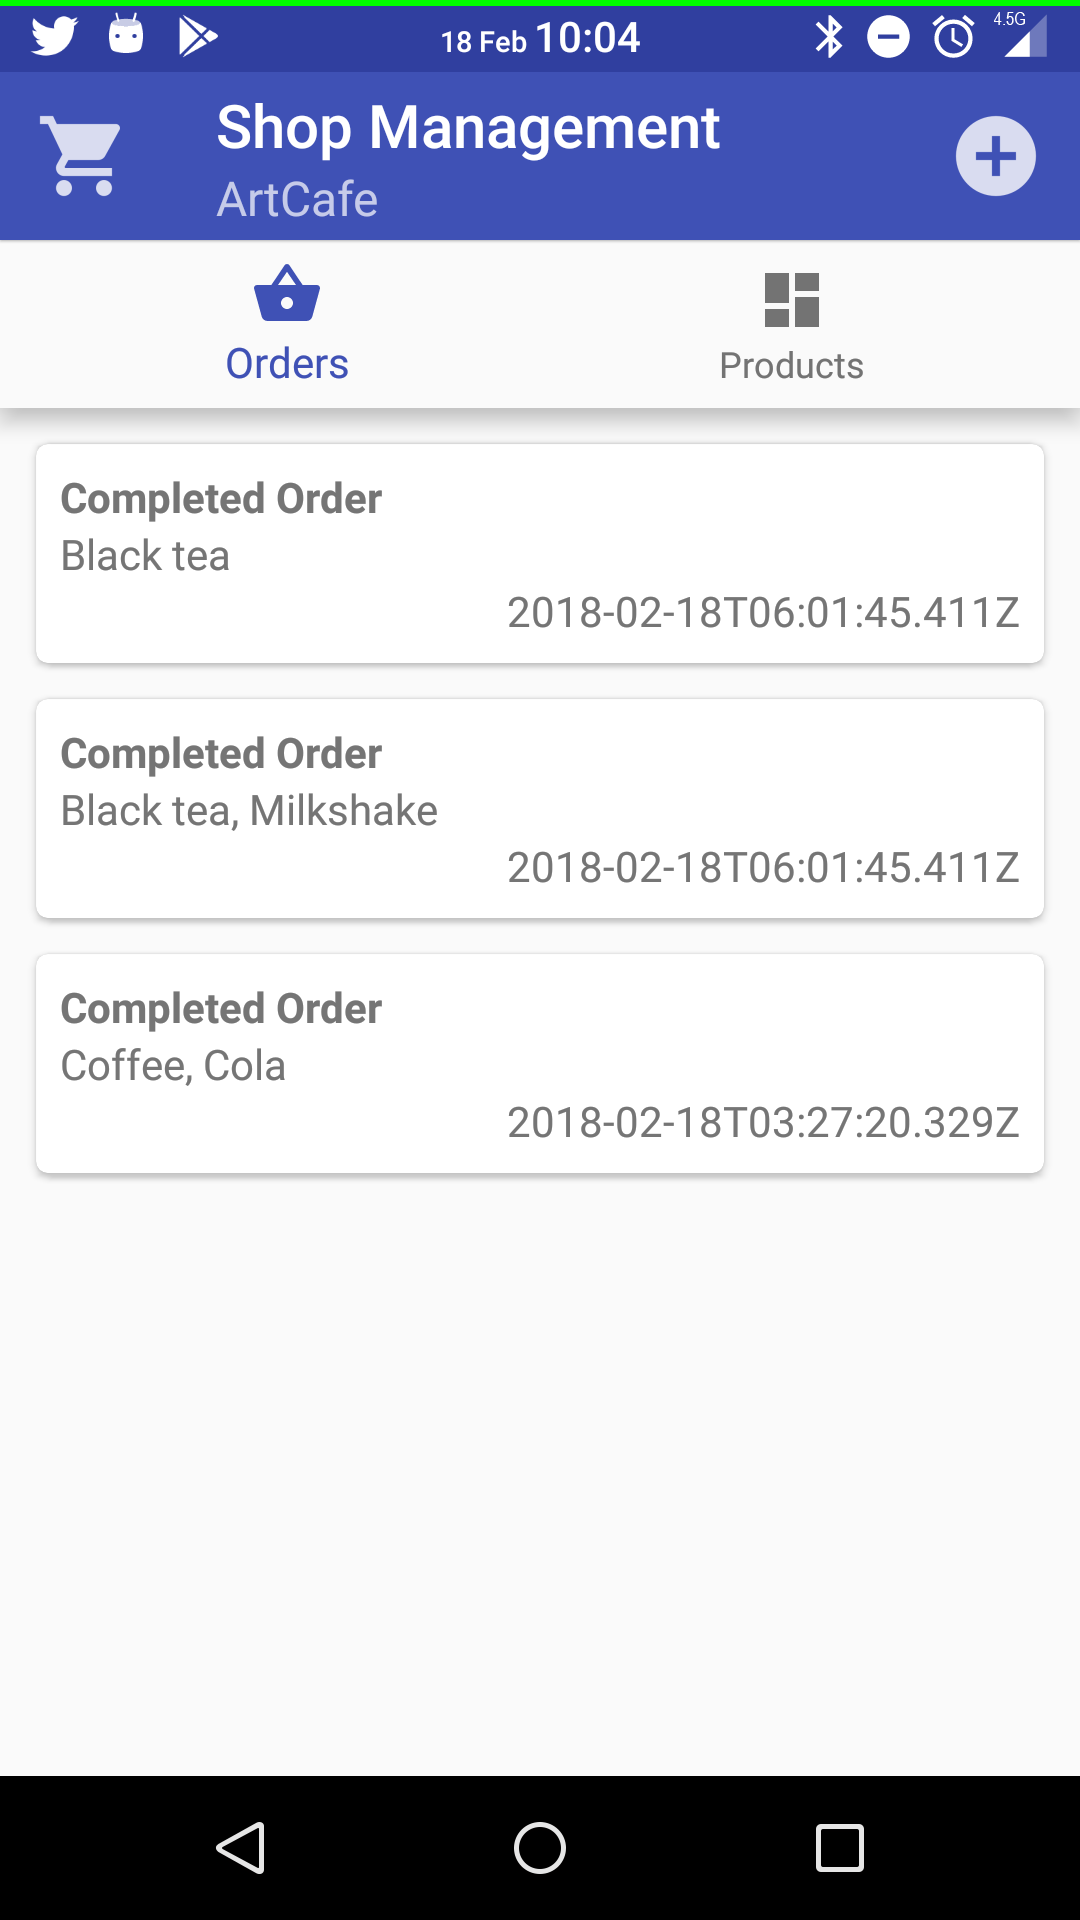 18 Feb 10:04
4.5G
Shop Management
ArtCafe
Orders
Products
Completed Order
Black tea
2018-02-18T06:01:45.411Z
Completed Order
Black tea, Milkshake
2018-02-18T06:01:45.411Z
Completed Order
Coffee, Cola
2018-02-18T03:27:20.329Z